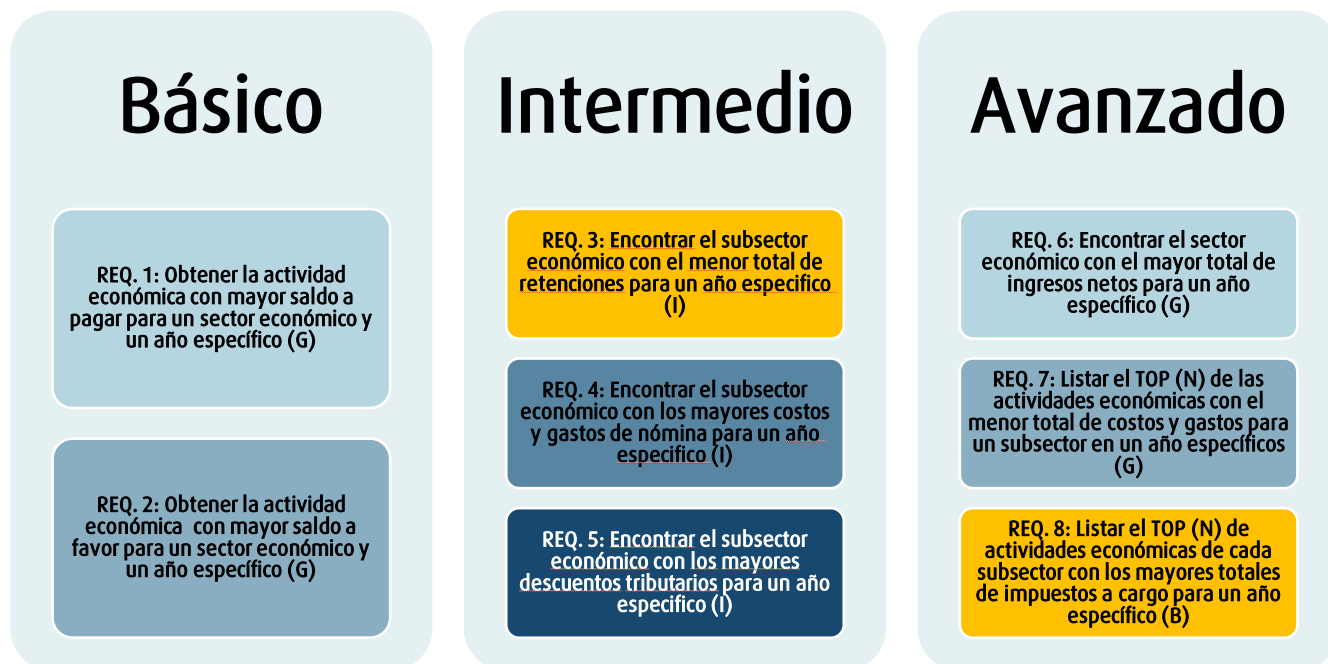 Básico
REQ. 1: Obtener la actividad
económica con mayor saldo a
pagar para un sector económico y
un año específico (G)
REQ. 2: Obtener la actividad
económica  con mayor saldo a
favor para un sector económico y
un año específico (G)
Intermedio
REQ. 3: Encontrar el subsector
económico con el menor total de
retenciones para un año especifico
(I)
REQ. 4: Encontrar el subsector
económico con los mayores costos
y gastos de nómina para un año
especifico (I)
REQ. 5: Encontrar el subsector
económico con los mayores
descuentos tributarios para un año
especifico (I)
Avanzado
REQ. 6: Encontrar el sector
económico con el mayor total de
ingresos netos para un año
específico (G)
REQ. 7: Listar el TOP (N) de las
actividades económicas con el
menor total de costos y gastos para
un subsector en un año específicos
(G)
REQ. 8: Listar el TOP (N) de
actividades económicas de cada
subsector con los mayores totales
de impuestos a cargo para un año
específico (B)